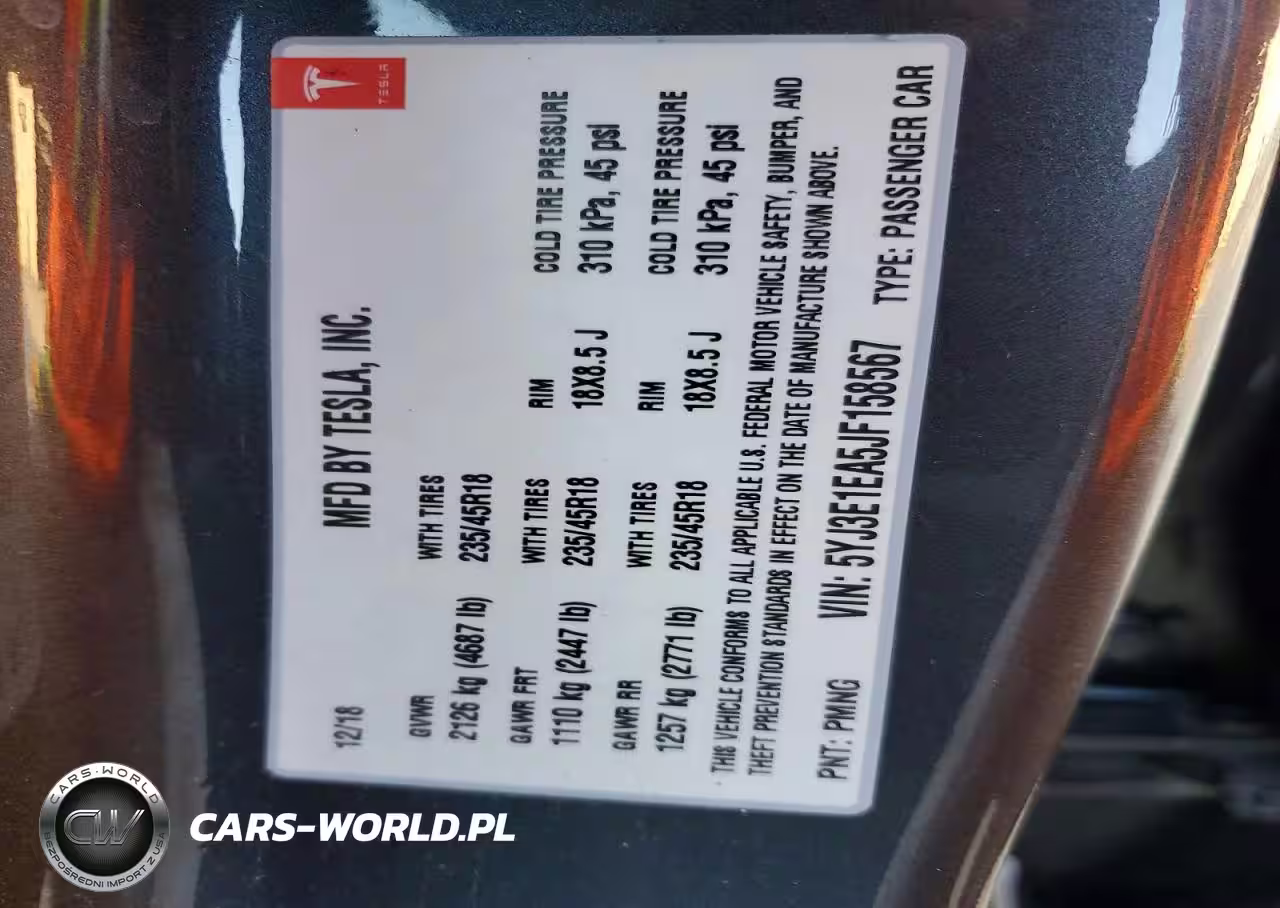 TESLA
MFD BY TESLA, INC.
12/18
GVWR WITH TIRES
2126 kg (4687 lb) 235/45R18
GAWR FRT WITH TIRES RIM COLD TIRE PRESSURE
1110 kg (2447 lb) 235/45R18 18X8.5 J 310 kPa, 45 psi
GAWR RR WITH TIRES RIM COLD TIRE PRESSURE
1257 kg (2771 lb) 235/45R18 18X8.5 J 310 kPa, 45 psi
THIS VEHICLE CONFORMS TO ALL APPLICABLE U.S. FEDERAL MOTOR VEHICLE SAFETY, BUMPER, AND
THEFT PREVENTION STANDARDS IN EFFECT ON THE DATE OF MANUFACTURE SHOWN ABOVE.
PNT: PMNG VIN: 5YJ3E1EA5JF158567 TYPE: PASSENGER CAR
CARS-WORLD
CW
BEZPOŚREDNI IMPORT Z USA
CARS-WORLD.PL